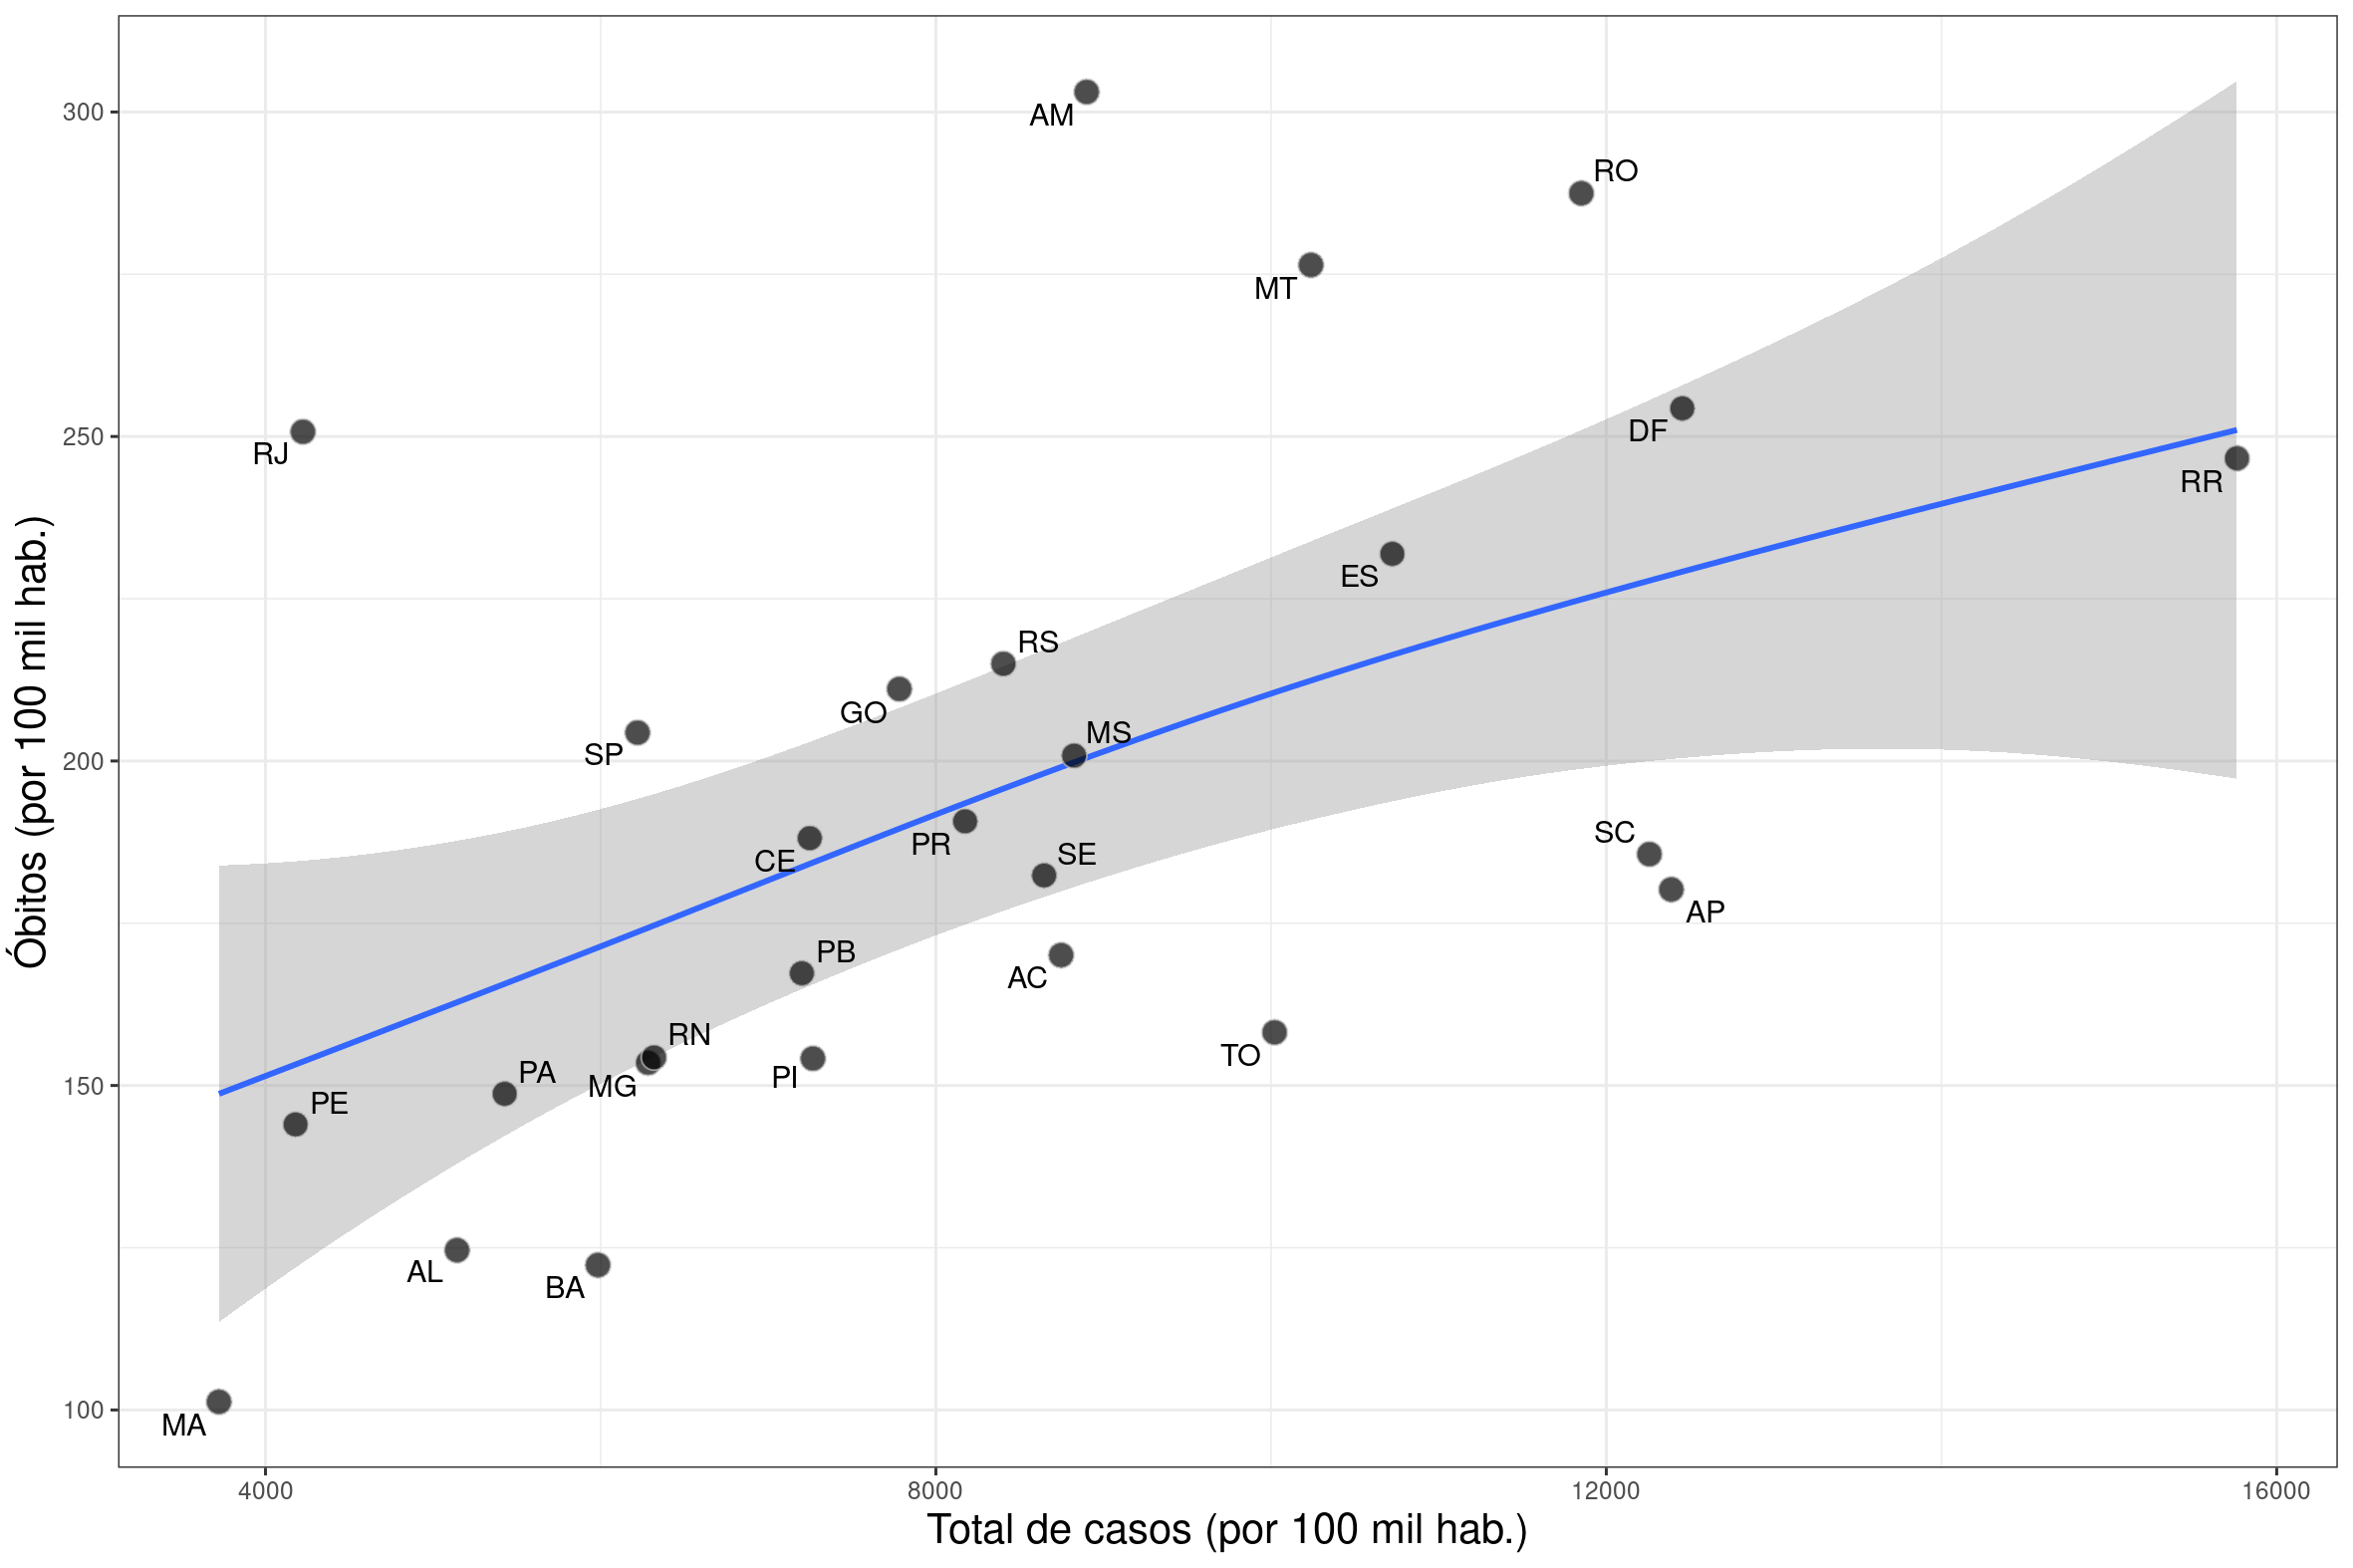 Óbitos (por 100 mil hab.)
300
250
200
150
100
AM
RO
MT
RJ
DF
RR
ES
RS
GO
SP
MS
CE
PR
SE
SC
AP
PB
AC
RN
MG
PI
TO
PA
PE
AL
BA
MA
4000
8000
12000
16000
Total de casos (por 100 mil hab.)